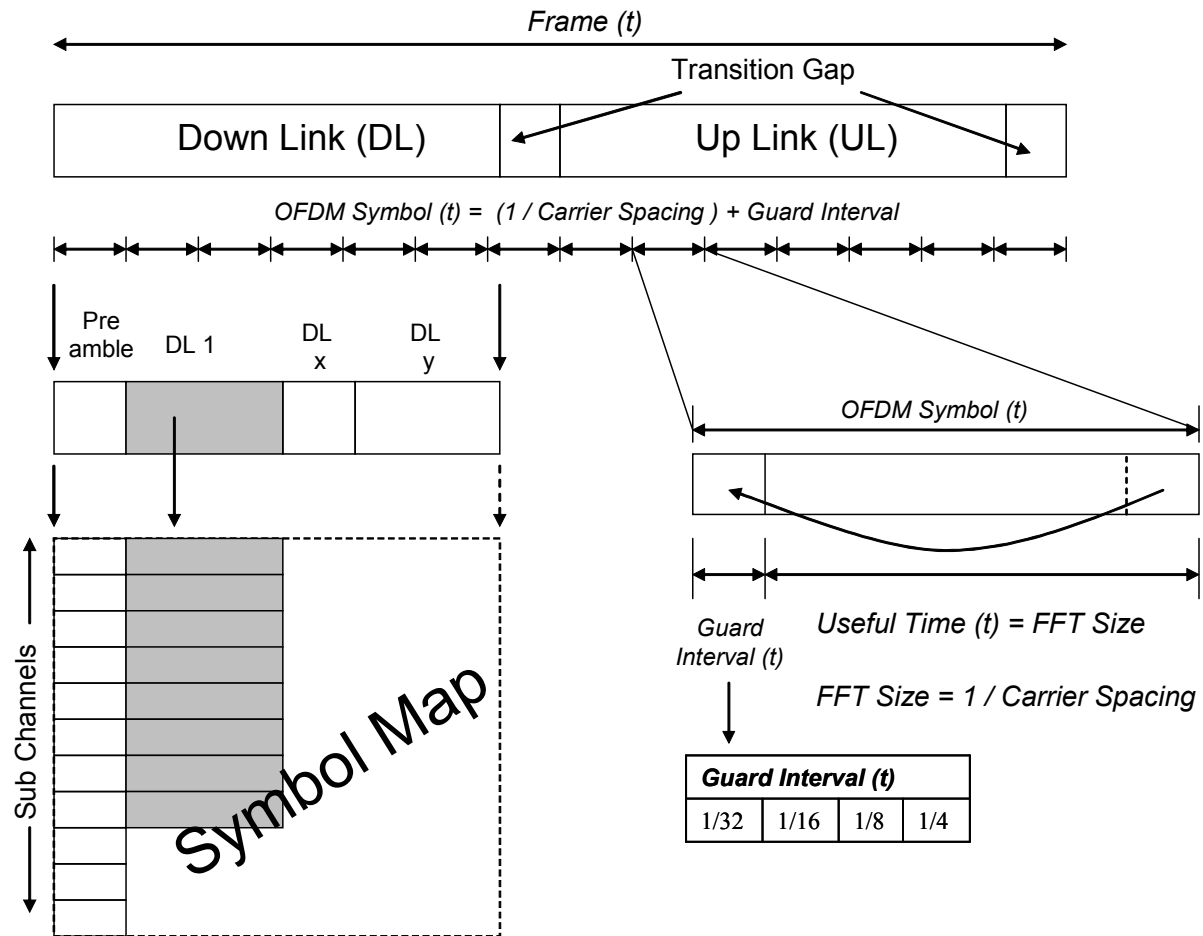 Frame (t)
Transition Gap
Down Link (DL)
Up Link (UL)
OFDM Symbol (t) = (1 / Carrier Spacing ) + Guard Interval
Pre
amble
DL 1
DL
x
DL
y
OFDM Symbol (t)
Guard
Interval (t)
Useful Time (t) = FFT Size
FFT Size = 1 / Carrier Spacing
Guard Interval (t)
1/32 1/16 1/8 1/4
Sub Channels
Symbol Map